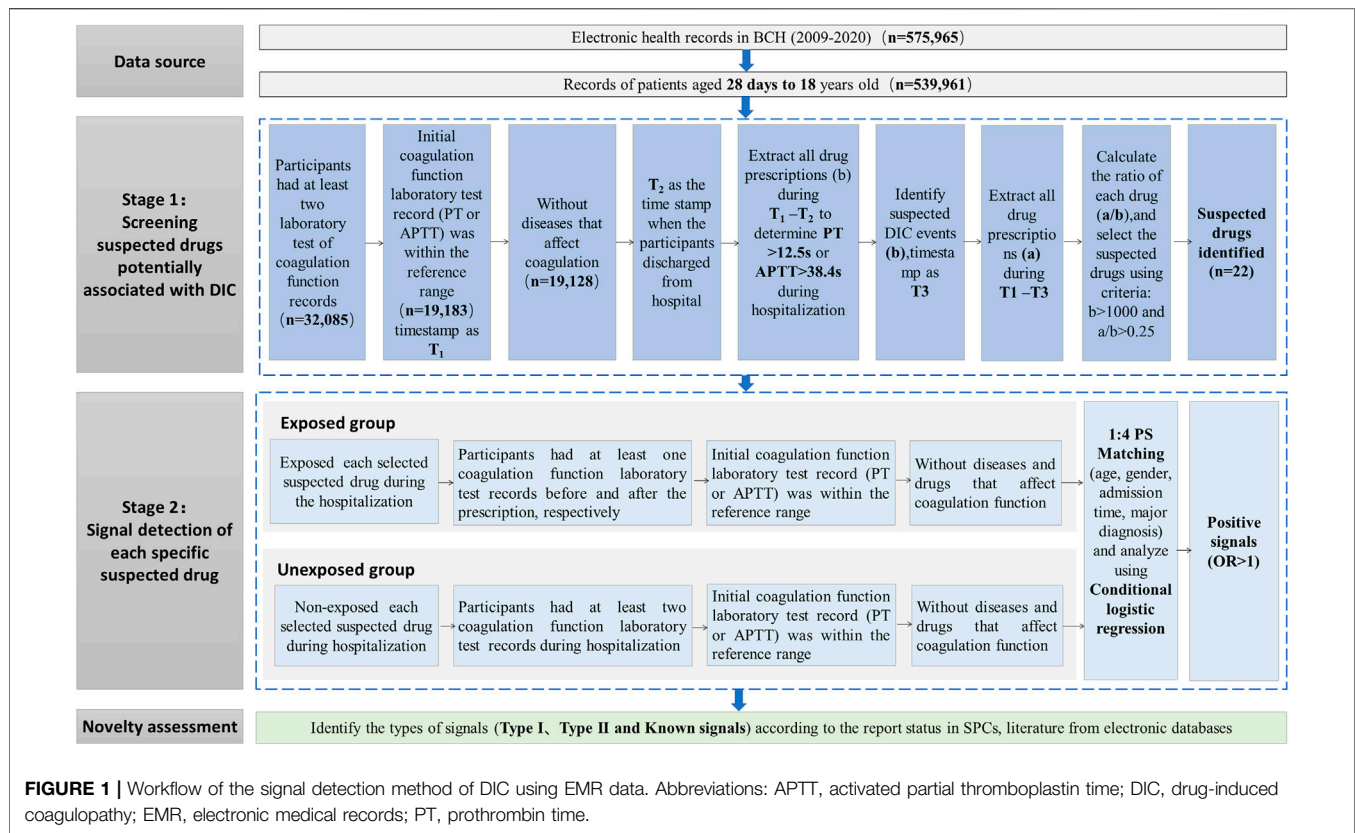 Data source
Electronic health records in BCH (2009-2020) (n=575,965)
Records of patients aged 28 days to 18 years old (n=539,961)
Stage 1:
Screening
suspected drugs
potentially
associated with DIC
Participants
had at least
two
laboratory
test of
coagulation
function
records
(n=32,085)
Initial
coagulation
function
laboratory test
record (PT or
APTT) was
within the
reference
range
(n=19,183)
timestamp as
T1
Without
diseases that
affect
coagulation
(n=19,128)
T2 as the
time stamp
when the
participants
discharged
from
hospital
Extract all drug
prescriptions (b)
during
T1 –T2 to
determine PT
>12.5s or
APTT>38.4s
during
hospitalization
Identify
suspected
DIC events
(b),timesta
mp as
T3
Extract all
drug
prescriptio
ns (a)
during
T1 –T3
Calculate
the ratio of
each drug
(a/b),and
select the
suspected
drugs using
criteria:
b>1000 and
a/b>0.25
Suspected
drugs
identified
(n=22)
Stage 2:
Signal detection of
each specific
suspected drug
Exposed group
Exposed each selected
suspected drug during
the hospitalization
Participants had at least one
coagulation function laboratory
test records before and after the
prescription, respectively
Initial coagulation function
laboratory test record (PT
or APTT) was within the
reference range
Without diseases and
drugs that affect
coagulation function
Unexposed group
Non-exposed each
selected suspected drug
during hospitalization
Participants had at least two
coagulation function laboratory
test records during hospitalization
Initial coagulation function
laboratory test record (PT
or APTT) was within the
reference range
Without diseases and
drugs that affect
coagulation function
1:4 PS
Matching
(age, gender,
admission
time, major
diagnosis)
and analyze
using
Conditional
logistic
regression
Positive
signals
(OR>1)
Novelty assessment
Identify the types of signals (Type I、Type II and Known signals) according to the report status in SPCs, literature from electronic databases
FIGURE 1 | Workflow of the signal detection method of DIC using EMR data. Abbreviations: APTT, activated partial thromboplastin time; DIC, drug-induced
coagulopathy; EMR, electronic medical records; PT, prothrombin time.